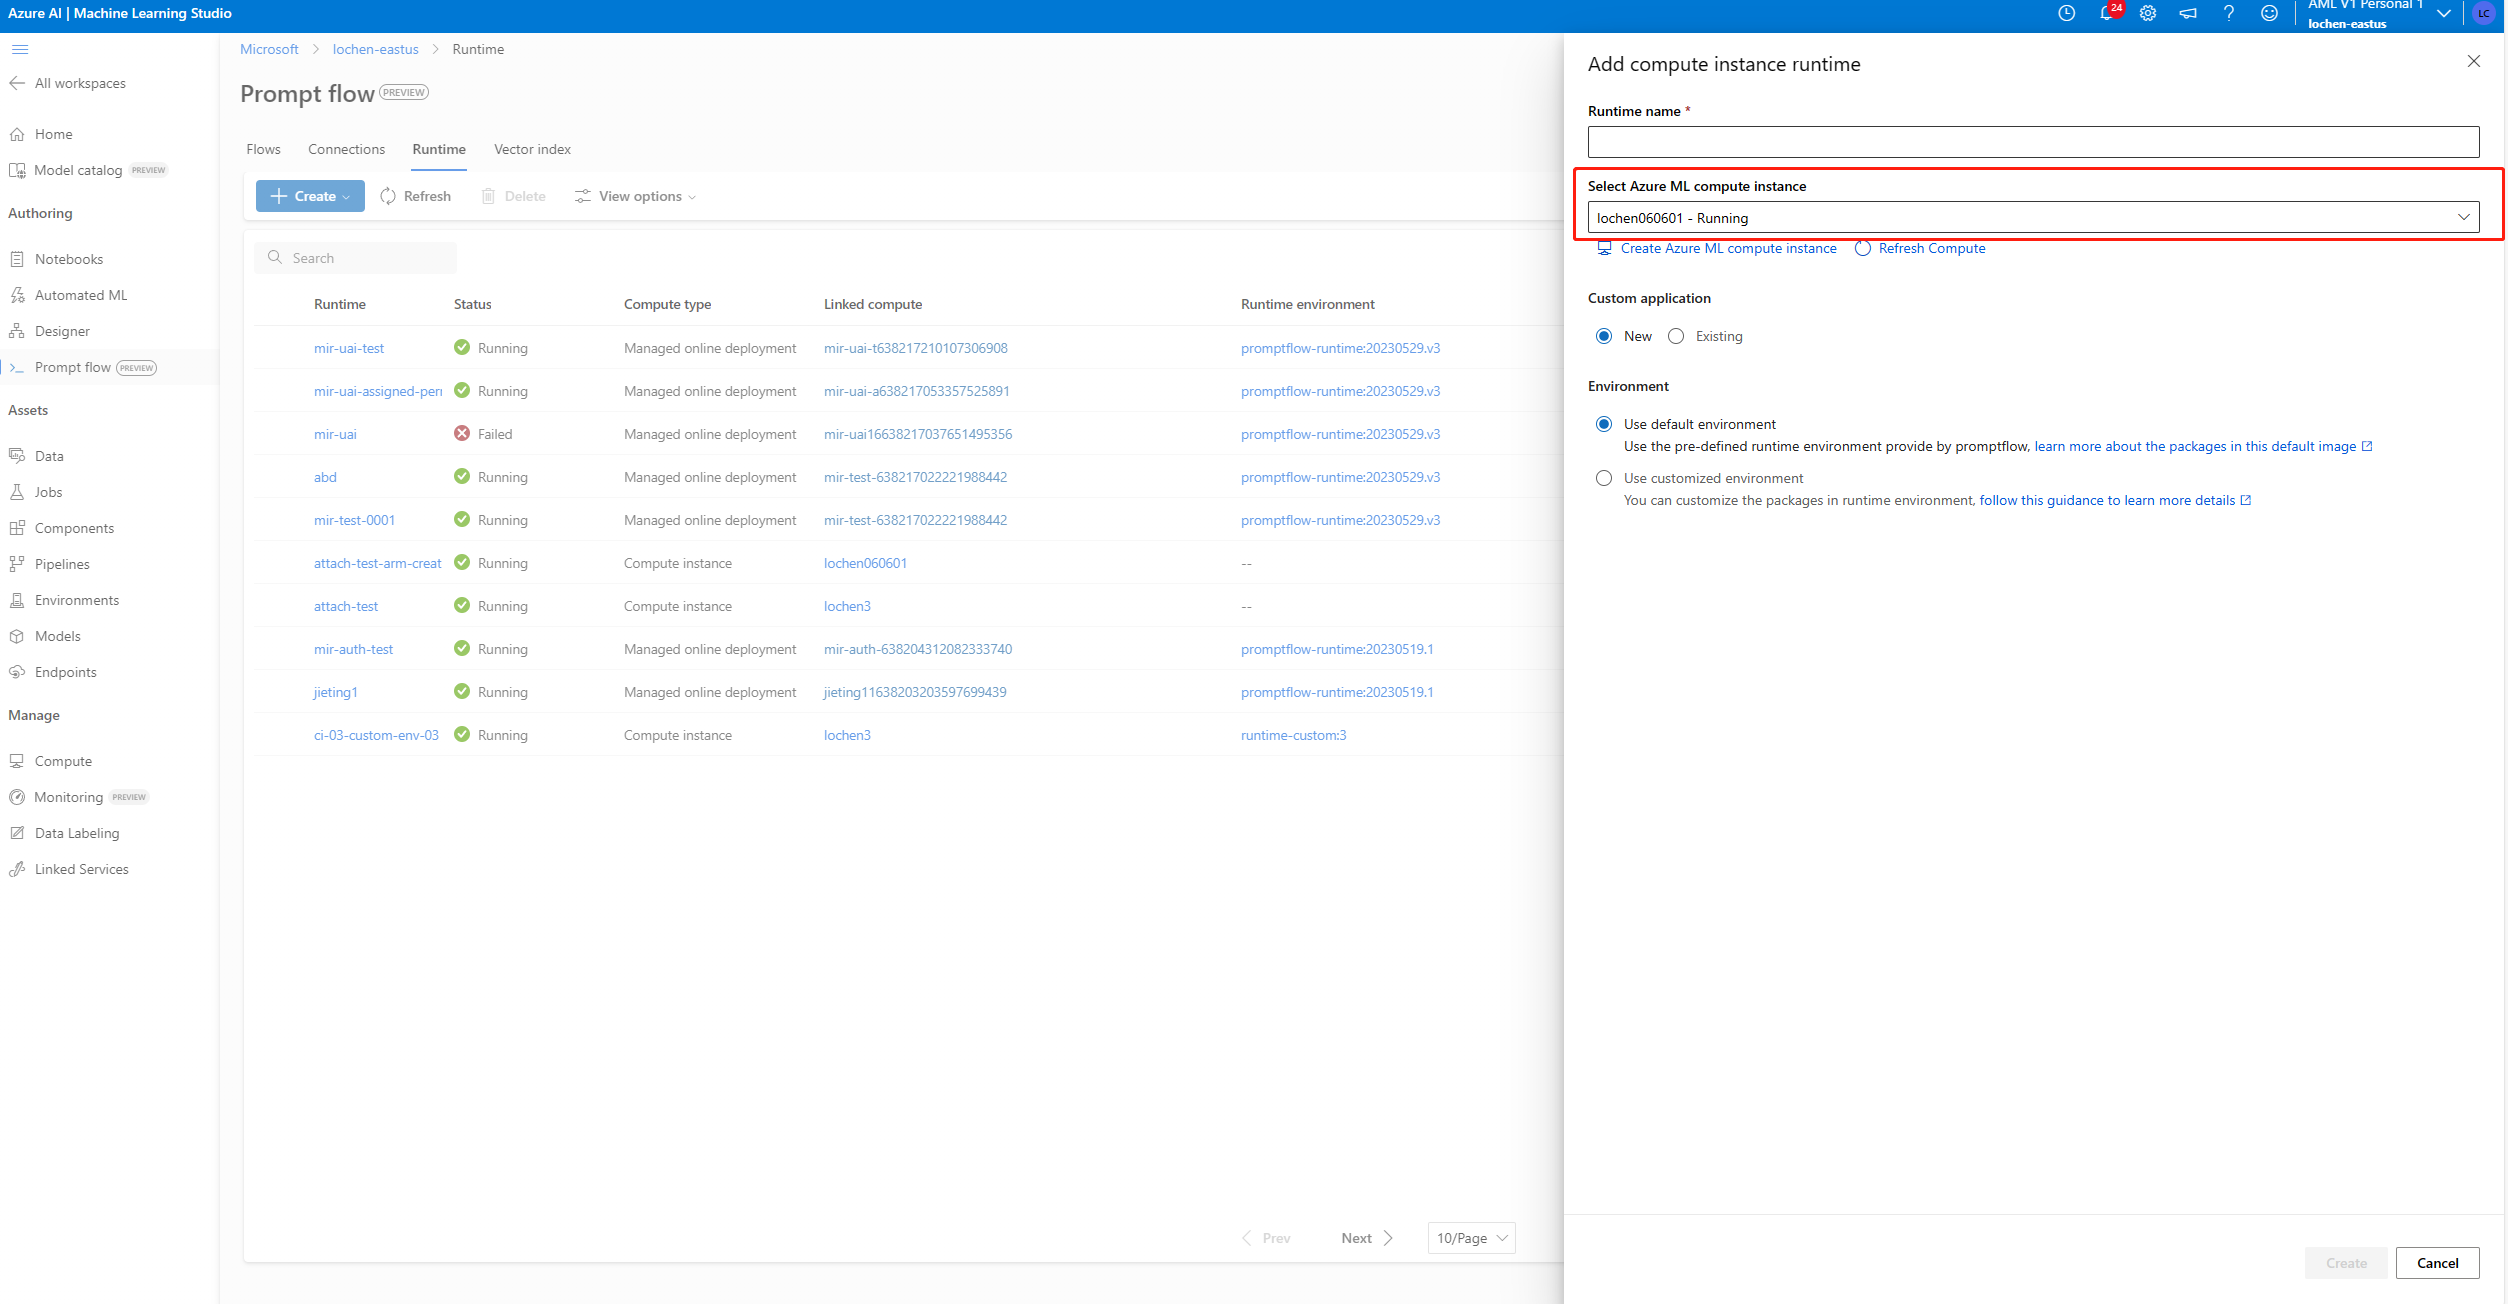 Azure AI | Machine Learning Studio
24
AML V1 Personal 1
lochen-eastus
LC
All workspaces
Home
Model catalog PREVIEW
Authoring
Notebooks
Automated ML
Designer
Prompt flow PREVIEW
Assets
Data
Jobs
Components
Pipelines
Environments
Models
Endpoints
Manage
Compute
Monitoring PREVIEW
Data Labeling
Linked Services
Microsoft > lochen-eastus > Runtime
Prompt flow PREVIEW
Flows Connections Runtime Vector index
Create Refresh Delete View options
Search
Runtime Status Compute type Linked compute Runtime environment
mir-uai-test Running Managed online deployment mir-uai-t638217210107306908 promptflow-runtime:20230529.v3
mir-uai-assigned-perr Running Managed online deployment mir-uai-a638217053357525891 promptflow-runtime:20230529.v3
mir-uai Failed Managed online deployment mir-uai16638217037651495356 promptflow-runtime:20230529.v3
abd Running Managed online deployment mir-test-638217022221988442 promptflow-runtime:20230529.v3
mir-test-0001 Running Managed online deployment mir-test-638217022221988442 promptflow-runtime:20230529.v3
attach-test-arm-creat Running Compute instance lochen060601 --
attach-test Running Compute instance lochen3 --
mir-auth-test Running Managed online deployment mir-auth-638204312082333740 promptflow-runtime:20230519.1
jieting1 Running Managed online deployment jieting11638203203597699439 promptflow-runtime:20230519.1
ci-03-custom-env-03 Running Compute instance lochen3 runtime-custom:3
Prev Next 10/Page
Add compute instance runtime
Runtime name *
Select Azure ML compute instance
lochen060601 - Running
Create Azure ML compute instance Refresh Compute
Custom application
New Existing
Environment
Use default environment
Use the pre-defined runtime environment provide by promptflow, learn more about the packages in this default image
Use customized environment
You can customize the packages in runtime environment, follow this guidance to learn more details
Create Cancel